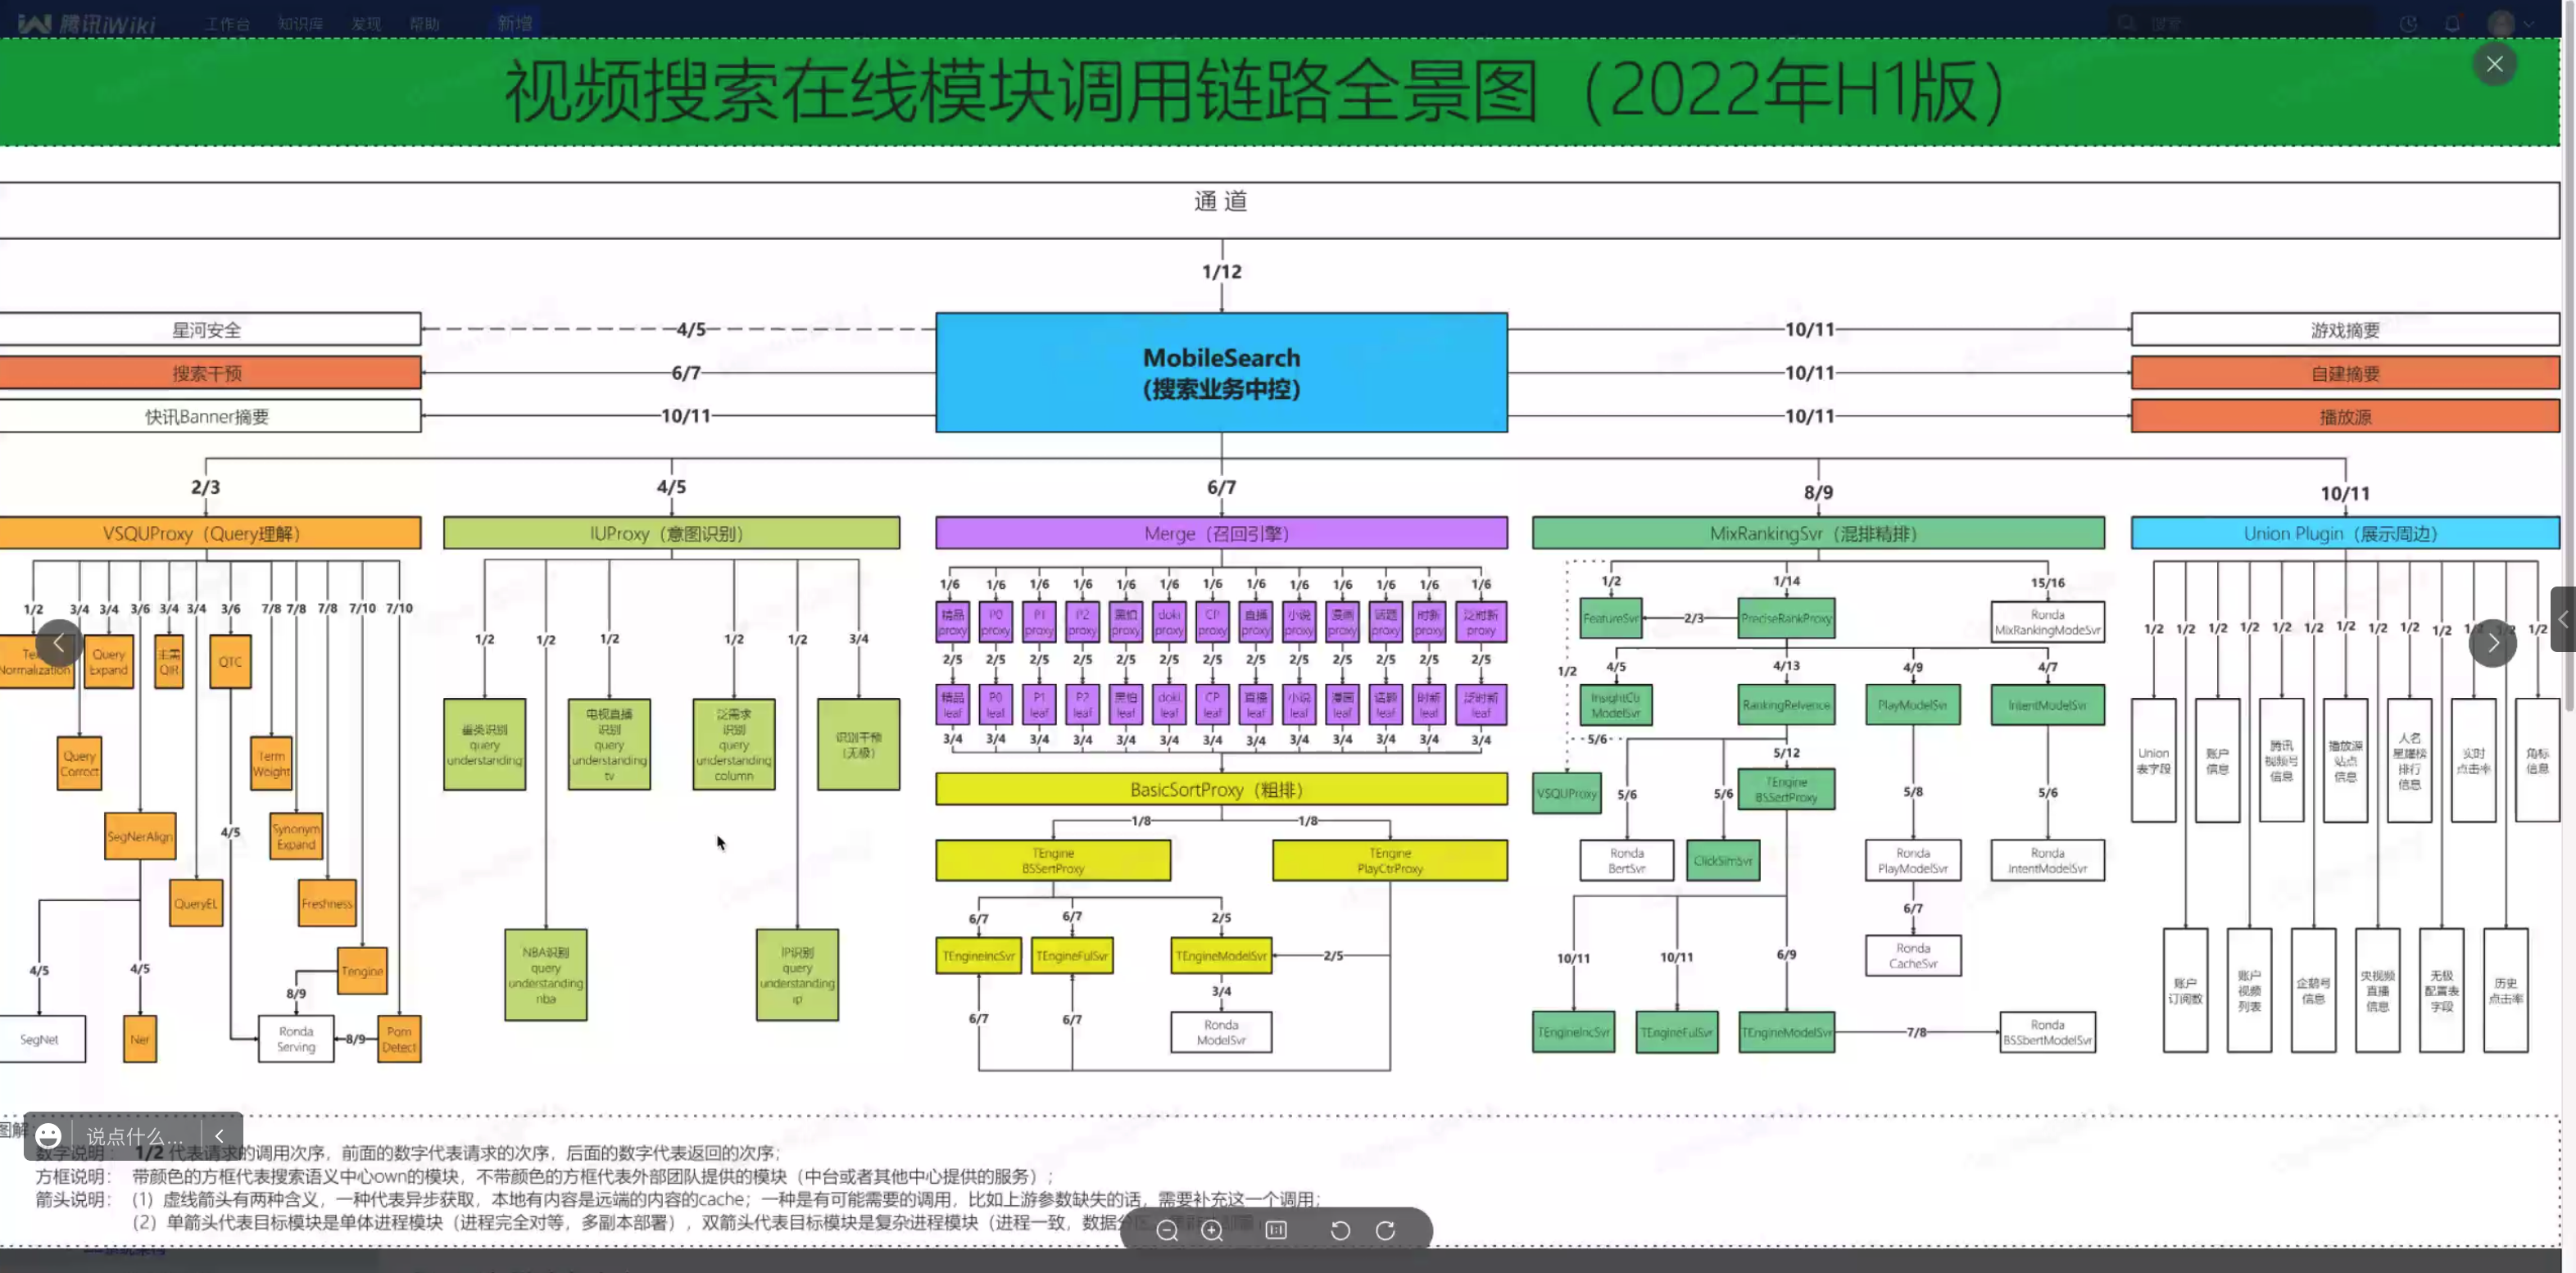 腾讯iWiki 工作台 知识库 发现 帮助 新增 搜索
视频搜索在线模块调用链路全景图（2022年H1版）
通 道
1/12
星河安全 4/5 10/11 游戏摘要
MobileSearch
（搜索业务中控）
搜索干预 6/7 10/11 自建摘要
快讯Banner摘要 10/11 10/11 播放源
2/3 4/5 6/7 8/9 10/11
VSQUProxy（Query理解）
1/2 3/4 3/4 3/6 3/4 3/4 3/6 7/8 7/8 7/8 7/10 7/10
Normalization
Query
Expand
主需
QIR
QTC
Query
Correct
Term
Weight
SegNerAlign
4/5
Synonym
Expand
QueryEL
Freshness
4/5 4/5
Tengine
8/9
SegNet
Ner
Ronda
Serving
8/9
Porn
Detect
IUProxy（意图识别）
1/2 1/2 1/2 1/2 1/2 3/4
垂类识别
query
understanding
电视直播
识别
query
understanding
tv
泛需求
识别
query
understanding
column
识别干预
（无极）
NBA识别
query
understanding
nba
IP识别
query
understanding
ip
Merge（召回引擎）
1/6 1/6 1/6 1/6 1/6 1/6 1/6 1/6 1/6 1/6 1/6 1/6 1/6
精品 P0 P1 P2 黑怕 doki CP 直播 小说 漫画 话题 时新 泛时新
proxy proxy proxy proxy proxy proxy proxy proxy proxy proxy proxy proxy proxy
2/5 2/5 2/5 2/5 2/5 2/5 2/5 2/5 2/5 2/5 2/5 2/5 2/5
精品 P0 P1 P2 黑怕 doki CP 直播 小说 漫画 话题 时新 泛时新
leaf leaf leaf leaf leaf leaf leaf leaf leaf leaf leaf leaf leaf
3/4 3/4 3/4 3/4 3/4 3/4 3/4 3/4 3/4 3/4 3/4 3/4 3/4
BasicSortProxy（粗排）
1/8 1/8
TEngine
BSSertProxy
TEngine
PlayCtrProxy
6/7 6/7 2/5
TEngineIncSvr TEngineFulSvr TEngineModelSvr 2/5
3/4
6/7 6/7
Ronda
ModelSvr
MixRankingSvr（混排精排）
1/2 1/14 15/16
FeatureSvr 2/3 PreciseRankProxy
Ronda
MixRankingModeSvr
1/2 4/5 4/13 4/9 4/7
InsightCtr
ModelSvr
RankingRelvence PlayModelSvr IntentModelSvr
5/6 5/12
VSQUProxy 5/6 5/6
TEngine
BSSertProxy
5/8 5/6
Ronda
BertSvr
ClickSimSvr
Ronda
PlayModelSvr
Ronda
IntentModelSvr
6/7
10/11 10/11 6/9
Ronda
CacheSvr
TEngineIncSvr TEngineFulSvr TEngineModelSvr 7/8
Ronda
BSSbertModelSvr
Union Plugin（展示周边）
1/2 1/2 1/2 1/2 1/2 1/2 1/2 1/2 1/2 1/2 1/2 1/2 1/2
Union
表字段
账户
信息
腾讯
视频号
信息
播放源
站点
信息
人名
星耀榜
排行
信息
实时
点击率
角标
信息
账户
订阅数
账户
视频
列表
企鹅号
信息
央视频
直播
信息
无极
配置表
字段
历史
点击率
图解：
说点什么...
数字说明： 1/2 代表请求的调用次序，前面的数字代表请求的次序，后面的数字代表返回的次序；
方框说明： 带颜色的方框代表搜索语义中心own的模块，不带颜色的方框代表外部团队提供的模块（中台或者其他中心提供的服务）；
箭头说明：（1）虚线箭头有两种含义，一种代表异步获取，本地有内容是远端的内容的cache；一种是有可能需要的调用，比如上游参数缺失的话，需要补充这一个调用；
（2）单箭头代表目标模块是单体进程模块（进程完全对等，多副本部署），双箭头代表目标模块是复杂进程模块（进程一致，数据分